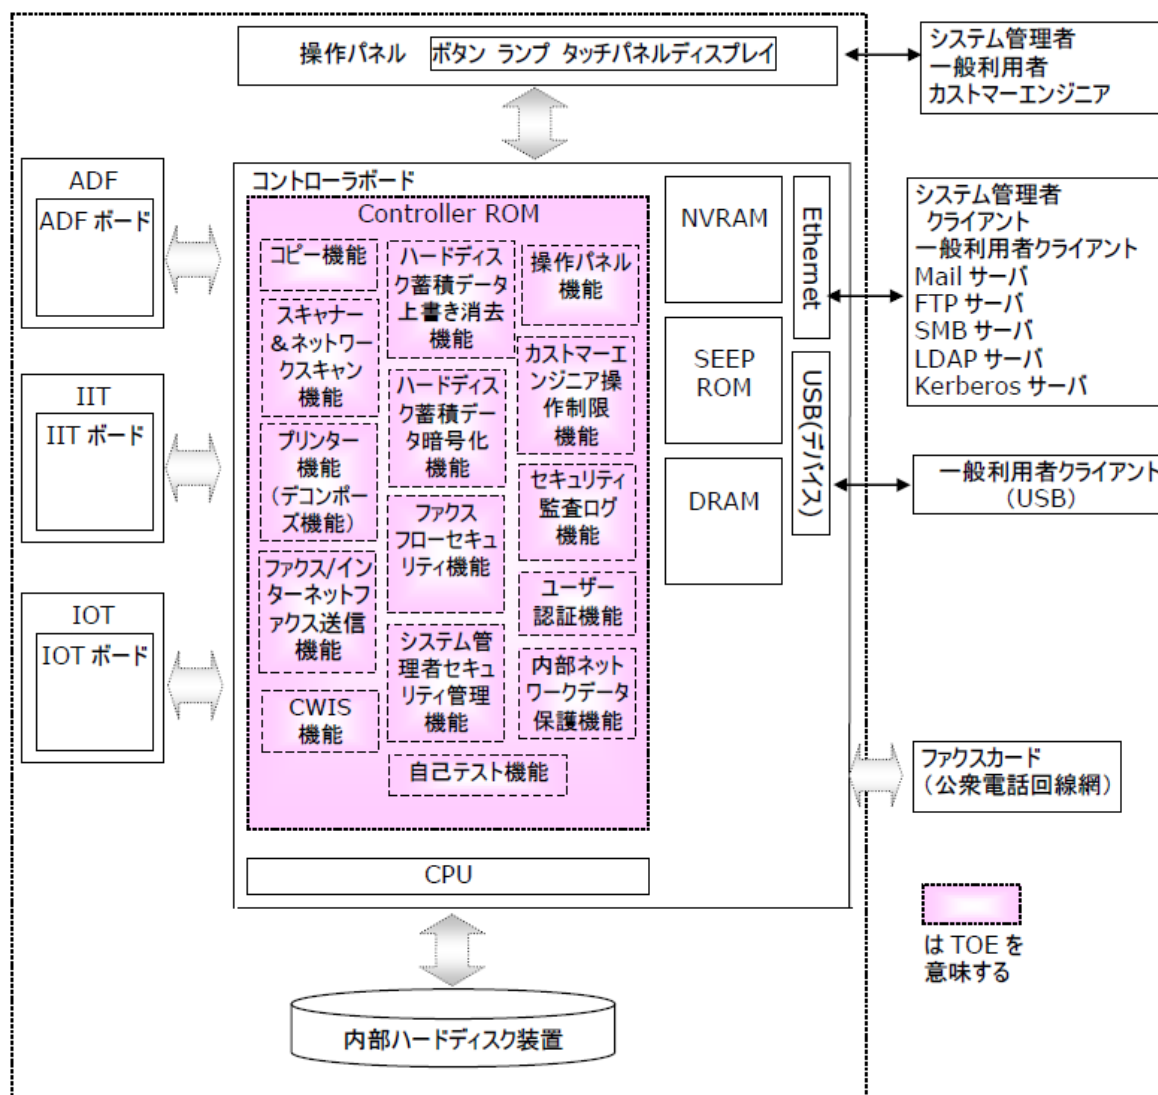 操作パネル
ボタン ランプ タッチパネルディスプレイ
システム管理者
一般利用者
カストマーエンジニア
ADF
ADF ボード
IIT
IIT ボード
IOT
IOT ボード
コントローラボード
Controller ROM
コピー機能
スキャナー
&ネットワー
クスキャン
機能
プリンター
機能
(デコンポー
ズ機能)
ファクス/イン
ターネットフ
ァクス送信
機能
CWIS
機能
ハードディス
ク蓄積データ
上書き消去
機能
ハードディス
ク蓄積デー
タ暗号化
機能
ファクス
フローセキュ
リティ機能
システム管
理者セキュ
リティ管理
機能
自己テスト機能
操作パネル
機能
カストマーエ
ンジニア操
作制限
機能
セキュリティ
監査ログ
機能
ユーザー
認証機能
内部ネット
ワークデータ
保護機能
CPU
NVRAM
SEEP
ROM
DRAM
Ethernet
USB(デバイス)
システム管理者
クライアント
一般利用者クライアント
Mail サーバ
FTP サーバ
SMB サーバ
LDAP サーバ
Kerberos サーバ
一般利用者クライアント
(USB)
ファクスカード
(公衆電話回線網)
は TOE を
意味する
内部ハードディスク装置